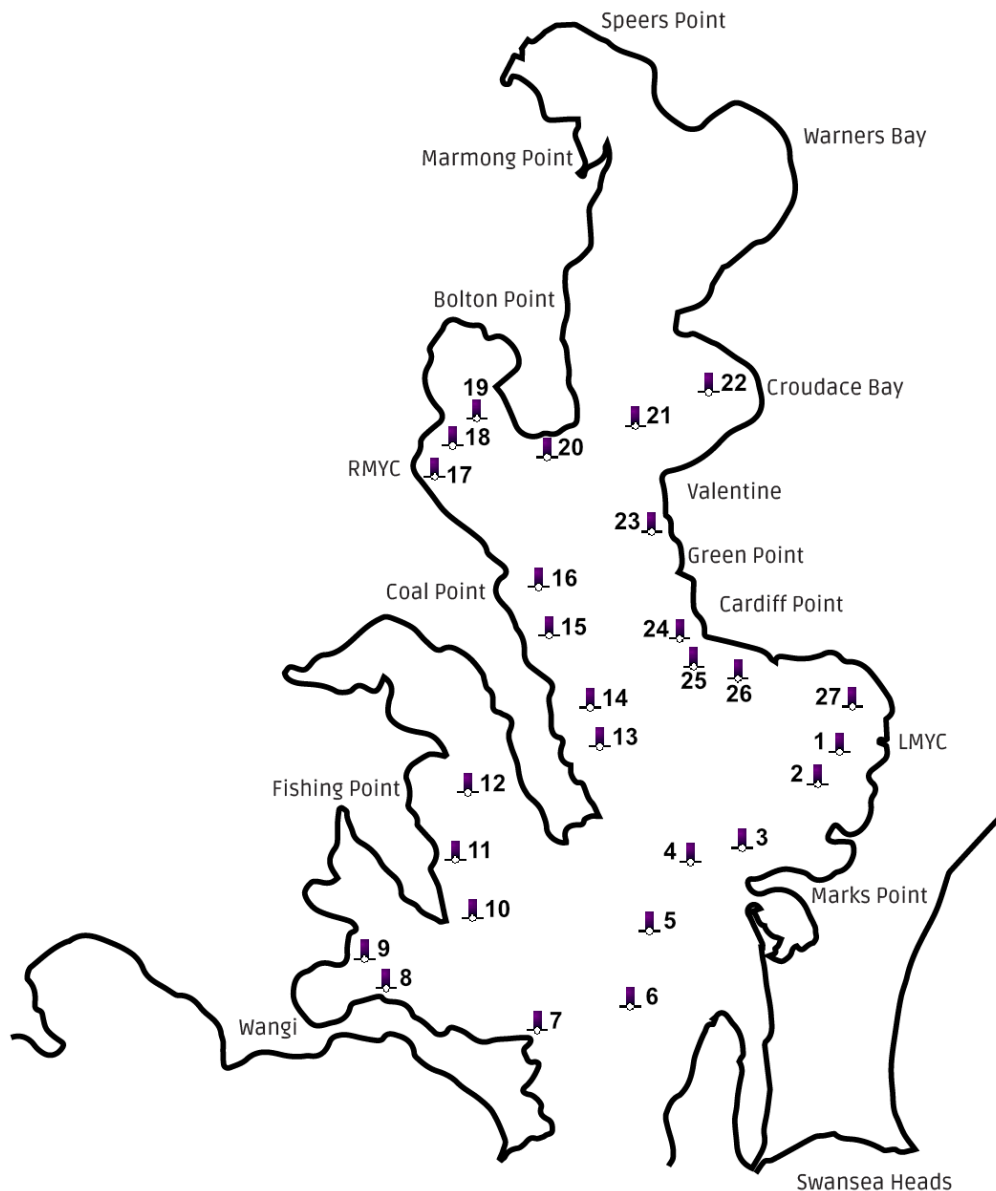 Speers Point
Warners Bay
Marmong Point
Bolton Point
22
Croudace Bay
19
21
18
20
RMYC
17
Valentine
23
Green Point
16
Coal Point
Cardiff Point
15
24
25
26
14
27
13
1
LMYC
2
12
Fishing Point
3
4
11
Marks Point
10
5
9
8
6
7
Wangi
Swansea Heads